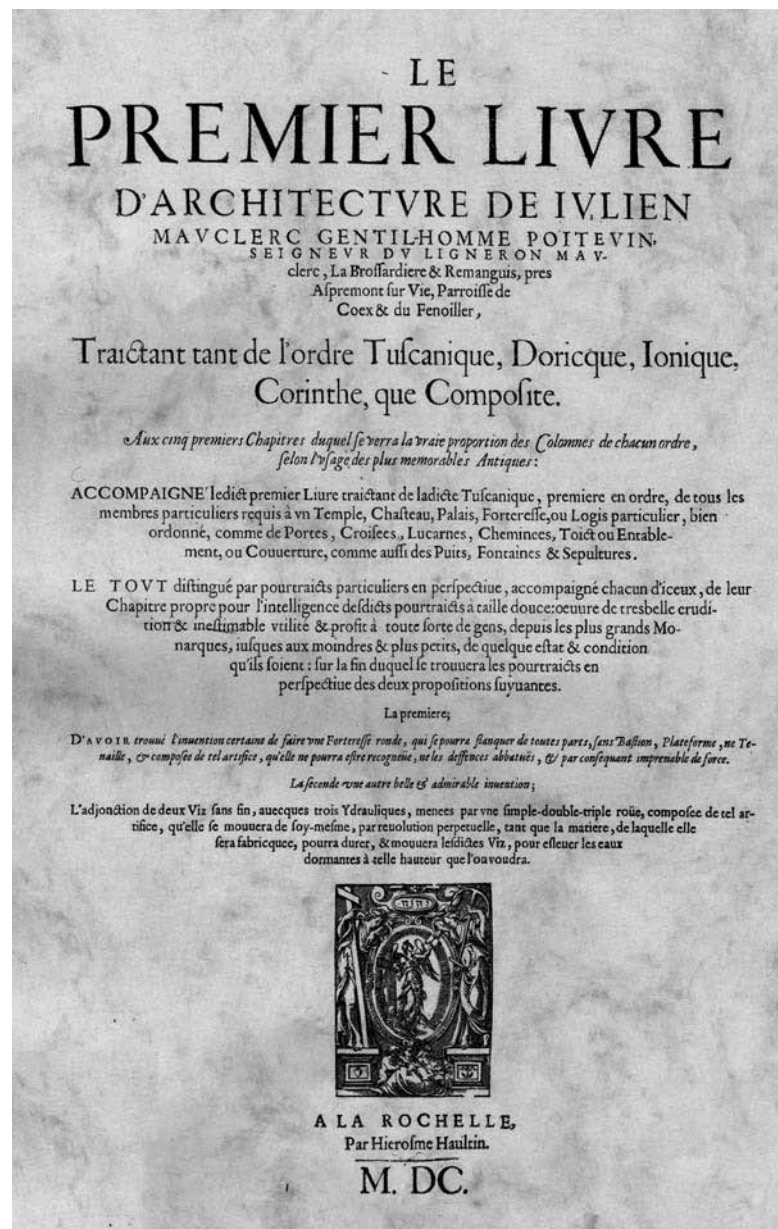 LE
PREMIER LIVRE
D'ARCHITECTVRE DE IVLIEN
MAVCLERC GENTIL-HOMME POITEVIN,
SEIGNEVR DV LIGNERON MAV-
clerc, La Broſſardiere & Remanguis, pres
Aſpremont ſur Vie, Parroiſſe de
Coex & du Fenoiller,
Traictant tant de l'ordre Tuſcanique, Doricque, Ionique,
Corinthe, que Compoſite.
Aux cinq premiers Chapitres duquel ſe verra la vraie proportion des Colomnes de chacun ordre,
ſelon l'vſage des plus memorables Antiques:
ACCOMPAIGNE' ledict premier Liure traictant de ladicte Tuſcanique, premiere en ordre, de tous les
membres particuliers requis à vn Temple, Chaſteau, Palais, Fortereſſe, ou Logis particulier, bien
ordonné, comme de Portes, Croiſees, Lucarnes, Cheminees, Toict ou Entable-
ment, ou Couuerture, comme auſſi des Puits, Fontaines & Sepultures.
LE TOVT diſtingué par pourtraicts particuliers en perſpectiue, accompagné chacun d'iceux, de leur
Chapitre propre pour l'intelligence deſdicts pourtraicts à taille douce: oeuure de tresbelle erudi-
tion & ineſtimable vtilité & profit à toute ſorte de gens, depuis les plus grands Mo-
narques, iuſques aux moindres & plus petits, de quelque eſtat & condition
qu'ils ſoient: ſur la fin duquel ſe trouuera les pourtraicts en
perſpectiue des deux propoſitions ſuyuantes.
La premiere;
D'AVOIR trouué l'inuention certaine de faire vne Fortereſſe ronde, qui ſe pourra flanquer de toutes parts, ſans Baſtion, Plateforme, ne Te-
naille, & compoſée de tel artifice, qu'elle ne pourra eſtre recogneüe, ne les deffences abbatuës, & par conſequant imprenable de force.
La ſeconde vne autre belle & admirable inuention;
L'adjonction de deux Viz ſans fin, auecques trois Ydrauliques, menees par vne ſimple-double-triple roüe, compoſee de tel ar-
tifice, qu'elle ſe mouuera de ſoy-meſme, par reuolution perpetuelle, tant que la matiere, de laquelle elle
ſera fabricquee, pourra durer, & mouuera leſdictes Viz, pour eſleuer les eaux
dormantes à telle hauteur que l'on voudra.
A LA ROCHELLE,
Par Hieroſme Haultin.
M. DC.